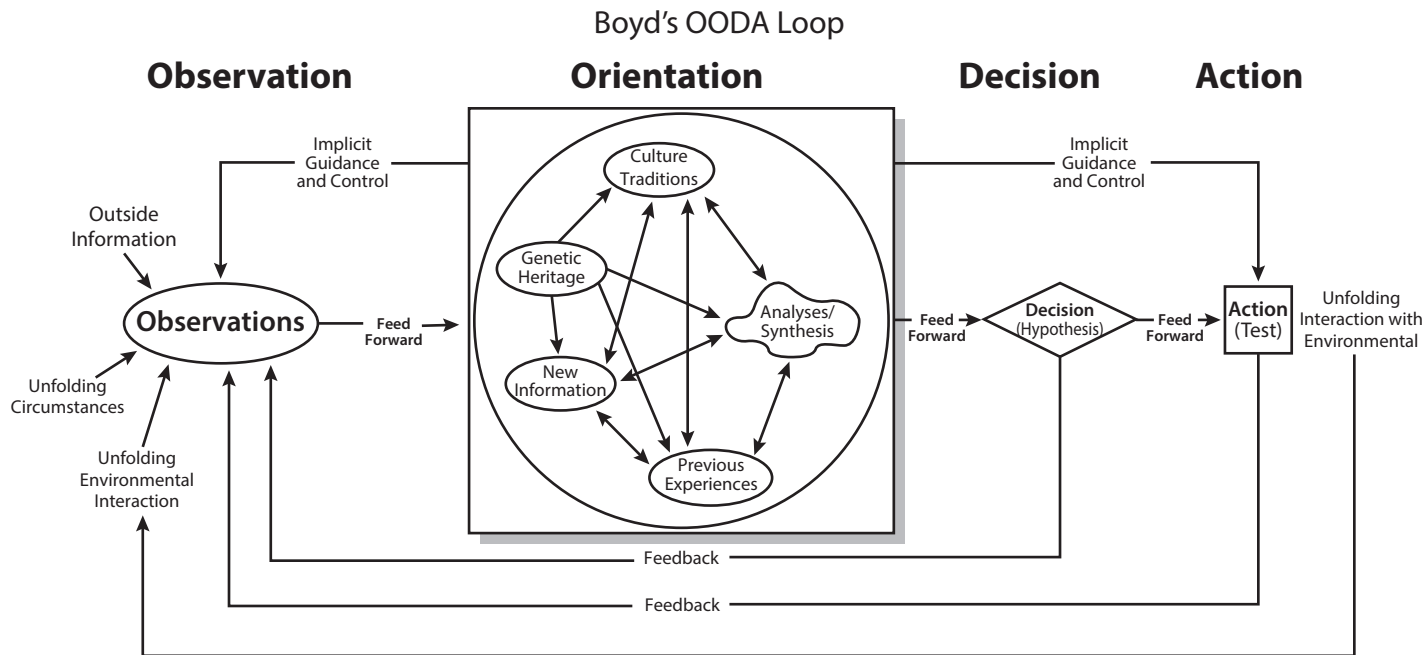 Boyd's OODA Loop
Observation
Orientation
Decision
Action
Implicit
Guidance
and Control
Outside
Information
Observations
Unfolding
Circumstances
Unfolding
Environmental
Interaction
Feed
Forward
Culture
Traditions
Genetic
Heritage
Analyses/
Synthesis
New
Information
Previous
Experiences
Implicit
Guidance
and Control
Feed
Forward
Decision
(Hypothesis)
Feed
Forward
Action
(Test)
Unfolding
Interaction with
Environmental
Feedback
Feedback